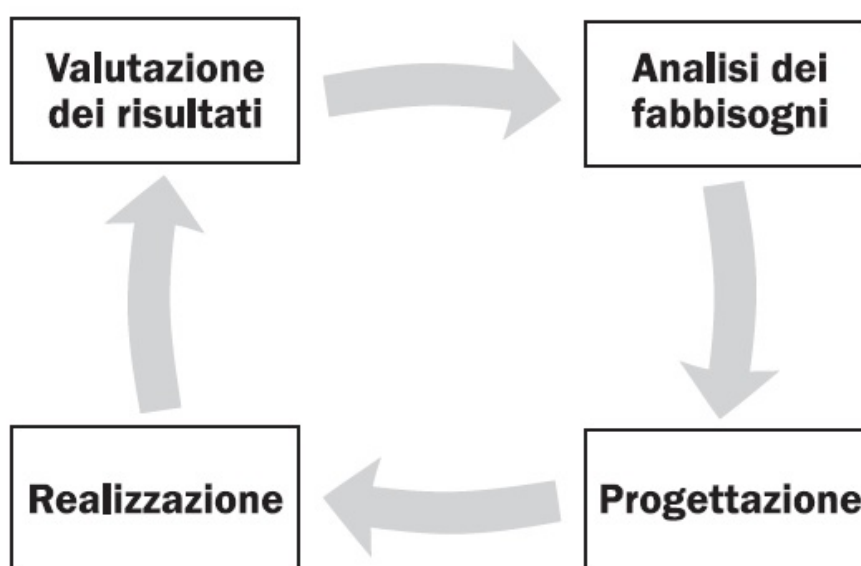 Valutazione
dei risultati
Analisi dei
fabbisogni
Realizzazione
Progettazione